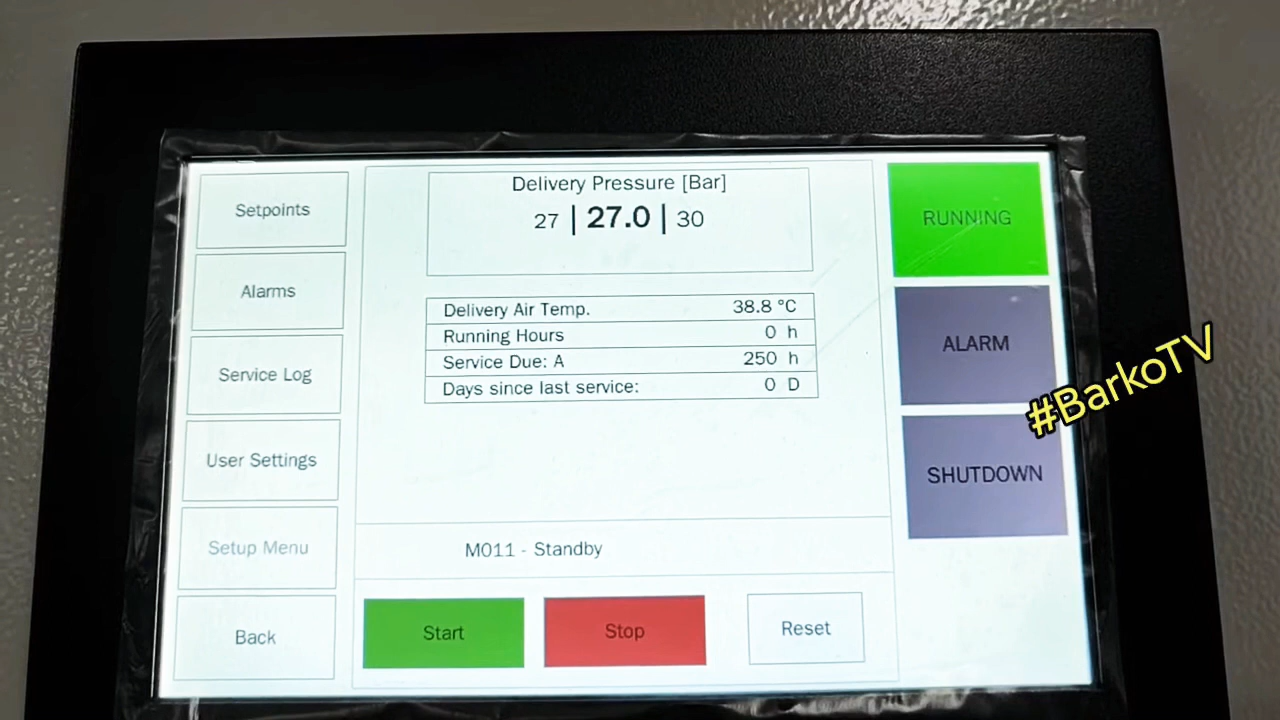 Setpoints
Alarms
Service Log
User Settings
Setup Menu
Back
Delivery Pressure [Bar]
27 | 27.0 | 30
Delivery Air Temp. 38.8 °C
Running Hours 0 h
Service Due: A 250 h
Days since last service: 0 D
M011 - Standby
Start Stop Reset
RUNNING
ALARM
SHUTDOWN
#BarkoTV